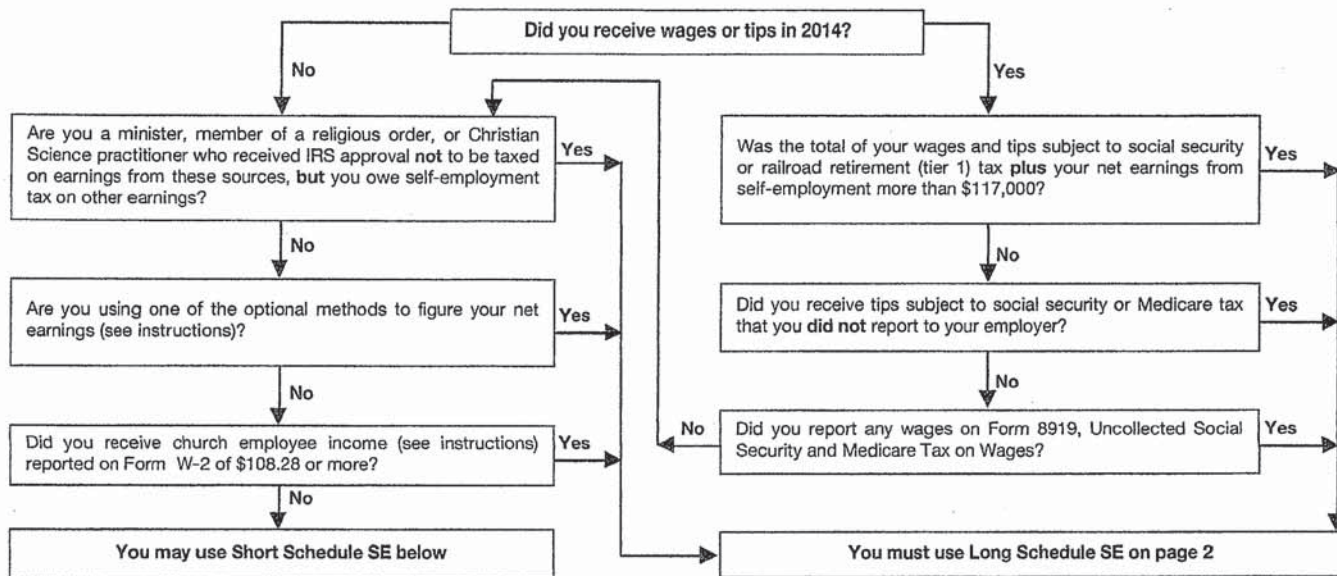 Did you receive wages or tips in 2014?
No
Yes
Are you a minister, member of a religious order, or Christian
Science practitioner who received IRS approval not to be taxed
on earnings from these sources, but you owe self-employment
tax on other earnings?
Yes
No
Are you using one of the optional methods to figure your net
earnings (see instructions)?
Yes
No
Did you receive church employee income (see instructions)
reported on Form W-2 of $108.28 or more?
Yes
No
You may use Short Schedule SE below
Was the total of your wages and tips subject to social security
or railroad retirement (tier 1) tax plus your net earnings from
self-employment more than $117,000?
Yes
No
Did you receive tips subject to social security or Medicare tax
that you did not report to your employer?
Yes
No
No
Did you report any wages on Form 8919, Uncollected Social
Security and Medicare Tax on Wages?
Yes
You must use Long Schedule SE on page 2